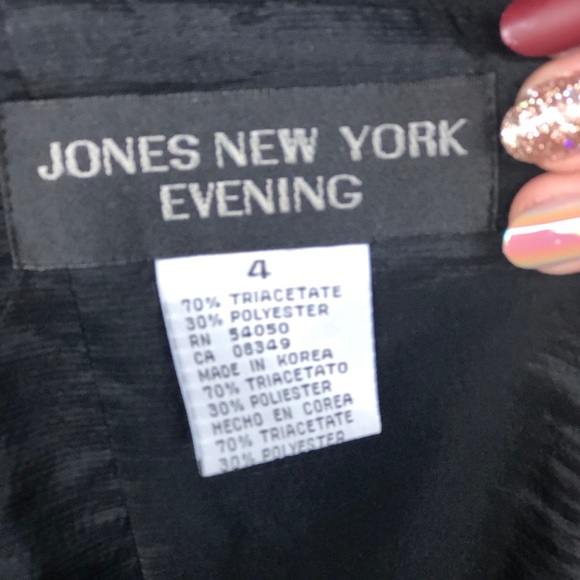 JONES NEW YORK
EVENING
4
70% TRIACETATE
30% POLYESTER
RN 54050
CA 08349
MADE IN KOREA
70% TRIACETATO
30% POLIESTER
HECHO EN COREA
70% TRIACETATE
30% POLYESTER